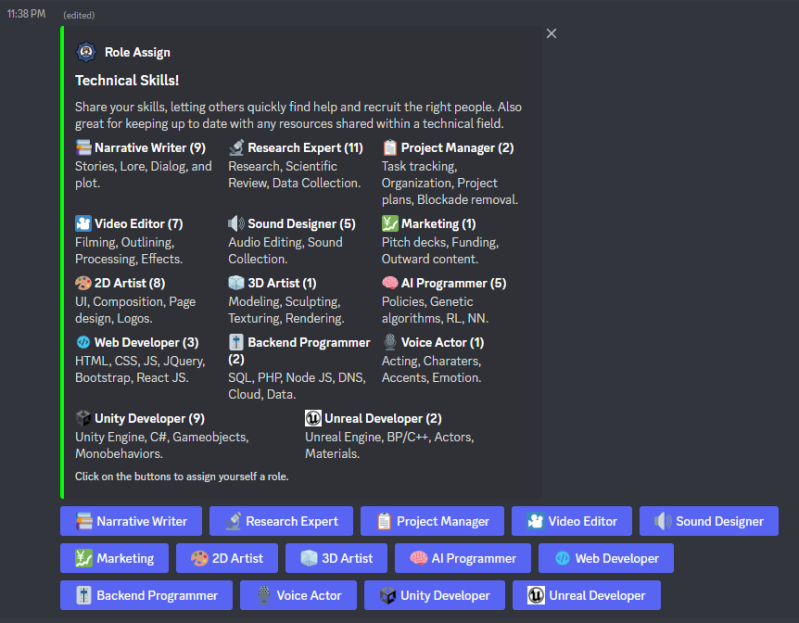 11:38 PM (edited)
Role Assign
Technical Skills!
Share your skills, letting others quickly find help and recruit the right people. Also
great for keeping up to date with any resources shared within a technical field.
Narrative Writer (9)
Stories, Lore, Dialog, and
plot.
Research Expert (11)
Research, Scientific
Review, Data Collection.
Project Manager (2)
Task tracking,
Organization, Project
plans, Blockade removal.
Video Editor (7)
Filming, Outlining,
Processing, Effects.
Sound Designer (5)
Audio Editing, Sound
Collection.
Marketing (1)
Pitch decks, Funding,
Outward content.
2D Artist (8)
UI, Composition, Page
design, Logos.
3D Artist (1)
Modeling, Sculpting,
Texturing, Rendering.
AI Programmer (5)
Policies, Genetic
algorithms, RL, NN.
Web Developer (3)
HTML, CSS, JS, JQuery,
Bootstrap, React JS.
Backend Programmer
(2)
SQL, PHP, Node JS, DNS,
Cloud, Data.
Voice Actor (1)
Acting, Charaters,
Accents, Emotion.
Unity Developer (9)
Unity Engine, C#, Gameobjects,
Monobehaviors.
Unreal Developer (2)
Unreal Engine, BP/C++, Actors,
Materials.
Click on the buttons to assign yourself a role.
Narrative Writer Research Expert Project Manager Video Editor Sound Designer
Marketing 2D Artist 3D Artist AI Programmer Web Developer
Backend Programmer Voice Actor Unity Developer Unreal Developer